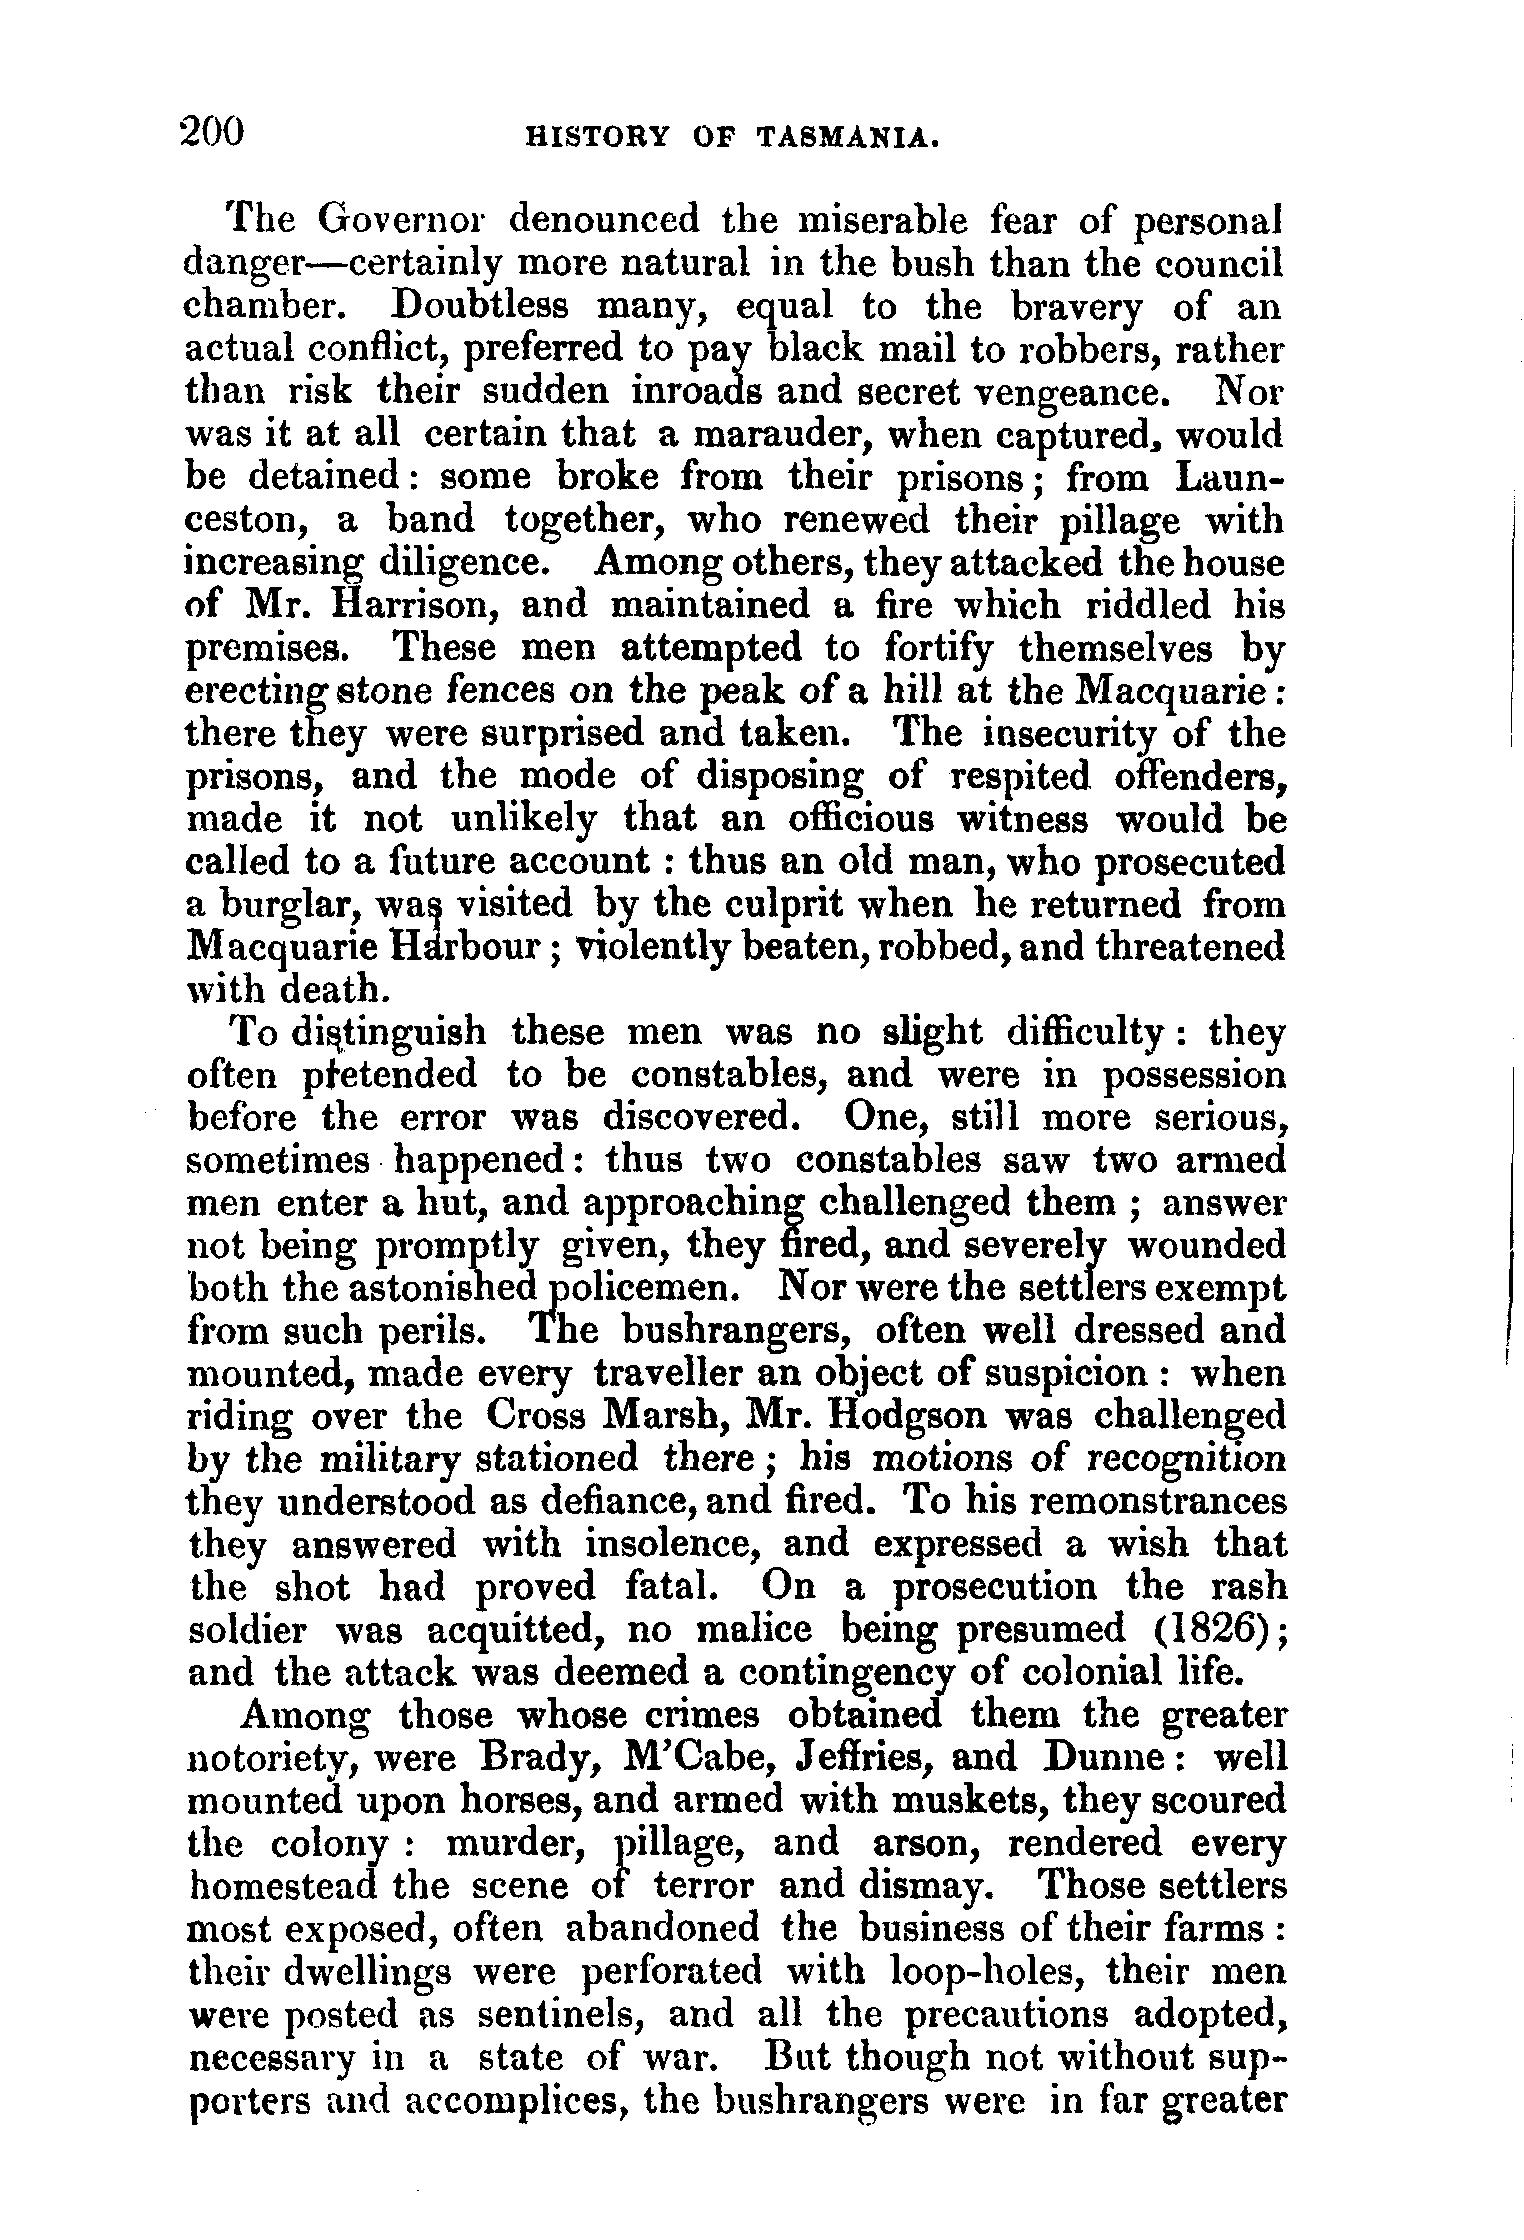 200 HISTORY OF TASMANIA.
The Governor denounced the miserable fear of personal
danger—certainly more natural in the bush than the council
chamber. Doubtless many, equal to the bravery of an
actual conflict, preferred to pay black mail to robbers, rather
than risk their sudden inroads and secret vengeance. Nor
was it at all certain that a marauder, when captured, would
be detained: some broke from their prisons; from Laun-
ceston, a band together, who renewed their pillage with
increasing diligence. Among others, they attacked the house
of Mr. Harrison, and maintained a fire which riddled his
premises. These men attempted to fortify themselves by
erecting stone fences on the peak of a hill at the Macquarie:
there they were surprised and taken. The insecurity of the
prisons, and the mode of disposing of respited offenders,
made it not unlikely that an officious witness would be
called to a future account : thus an old man, who prosecuted
a burglar, was visited by the culprit when he returned from
Macquarie Harbour; violently beaten, robbed, and threatened
with death.
To distinguish these men was no slight difficulty : they
often pretended to be constables, and were in possession
before the error was discovered. One, still more serious,
sometimes happened: thus two constables saw two armed
men enter a hut, and approaching challenged them ; answer
not being promptly given, they fired, and severely wounded
both the astonished policemen. Nor were the settlers exempt
from such perils. The bushrangers, often well dressed and
mounted, made every traveller an object of suspicion : when
riding over the Cross Marsh, Mr. Hodgson was challenged
by the military stationed there; his motions of recognition
they understood as defiance, and fired. To his remonstrances
they answered with insolence, and expressed a wish that
the shot had proved fatal. On a prosecution the rash
soldier was acquitted, no malice being presumed (1826);
and the attack was deemed a contingency of colonial life.
Among those whose crimes obtained them the greater
notoriety, were Brady, M'Cabe, Jeffries, and Dunne: well
mounted upon horses, and armed with muskets, they scoured
the colony : murder, pillage, and arson, rendered every
homestead the scene of terror and dismay. Those settlers
most exposed, often abandoned the business of their farms :
their dwellings were perforated with loop-holes, their men
were posted as sentinels, and all the precautions adopted,
necessary in a state of war. But though not without sup-
porters and accomplices, the bushrangers were in far greater